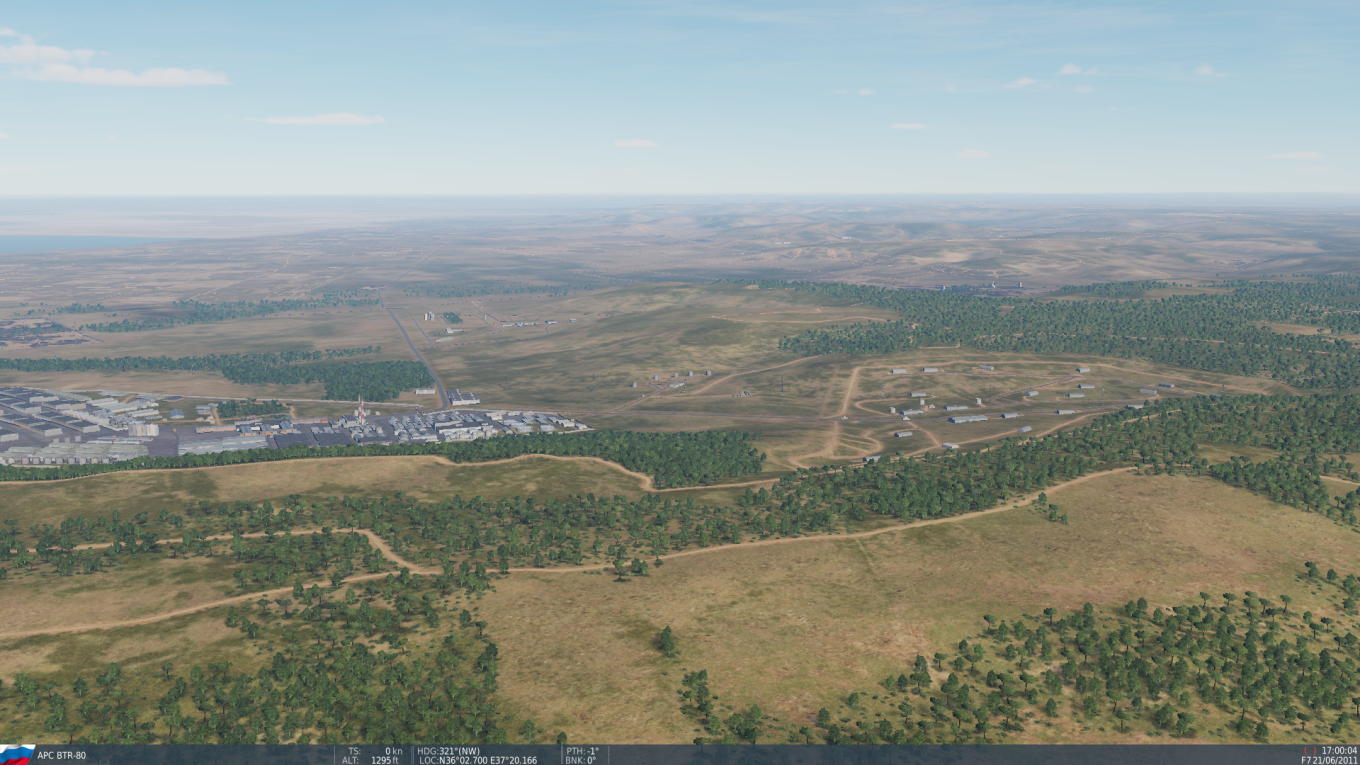 APC BTR-80
TS: 0 kn
ALT: 1295 ft
HDG: 321°(NW)
LOC: N36°02.700 E37°20.166
PTH: -1°
BNK: 0°
17:00:04
F7 21/06/2011